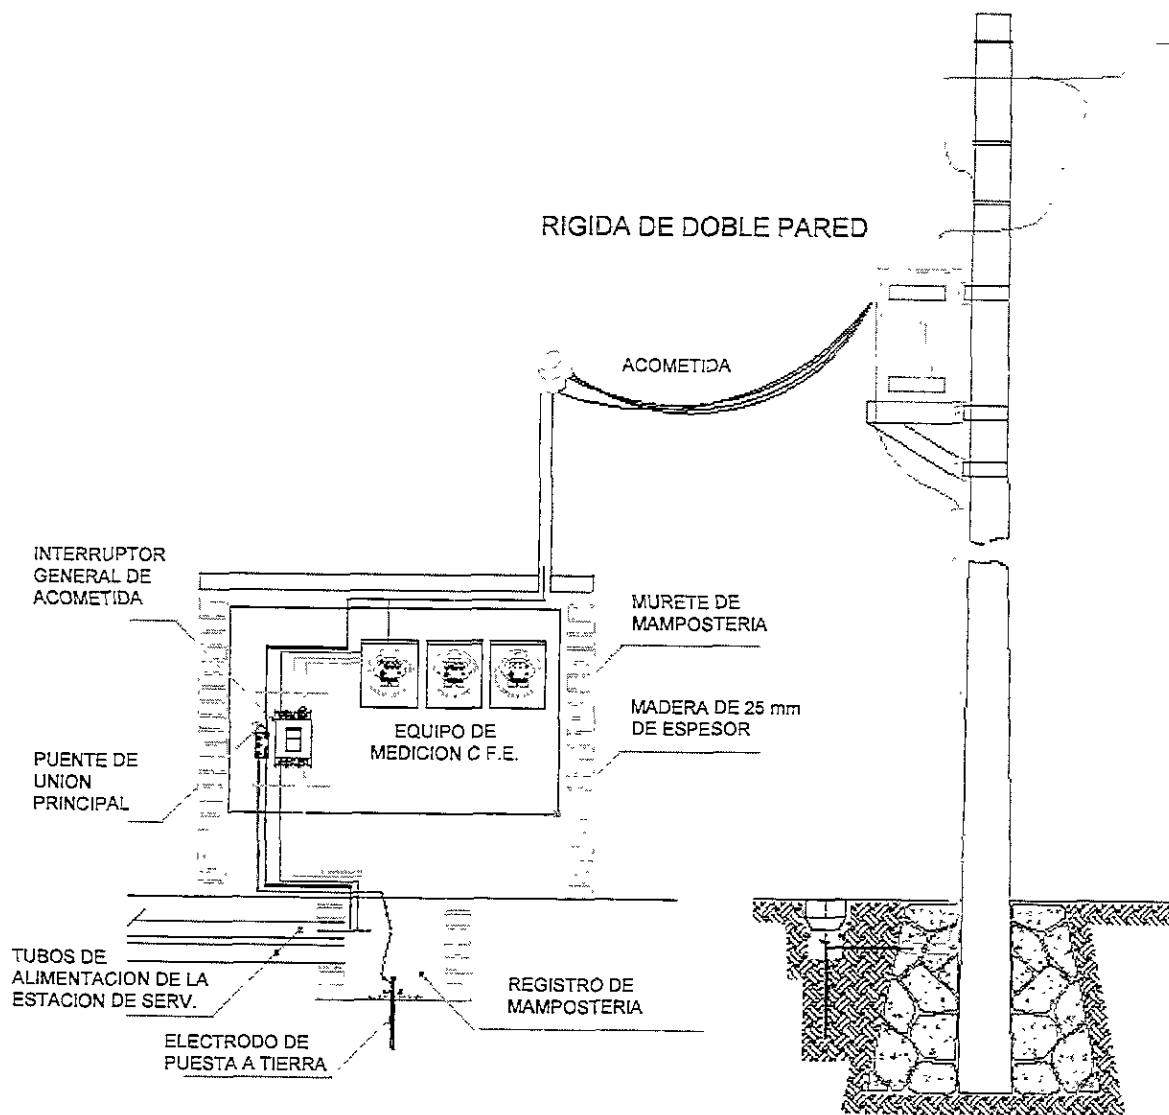 RIGIDA DE DOBLE PARED
ACOMETIDA
INTERRUPTOR
GENERAL DE
ACOMETIDA
MURETE DE
MAMPOSTERIA
MADERA DE 25 mm
DE ESPESOR
EQUIPO DE
MEDICION C F.E.
PUENTE DE
UNION
PRINCIPAL
TUBOS DE
ALIMENTACION DE LA
ESTACION DE SERV.
REGISTRO DE
MAMPOSTERIA
ELECTRODO DE
PUESTA A TIERRA